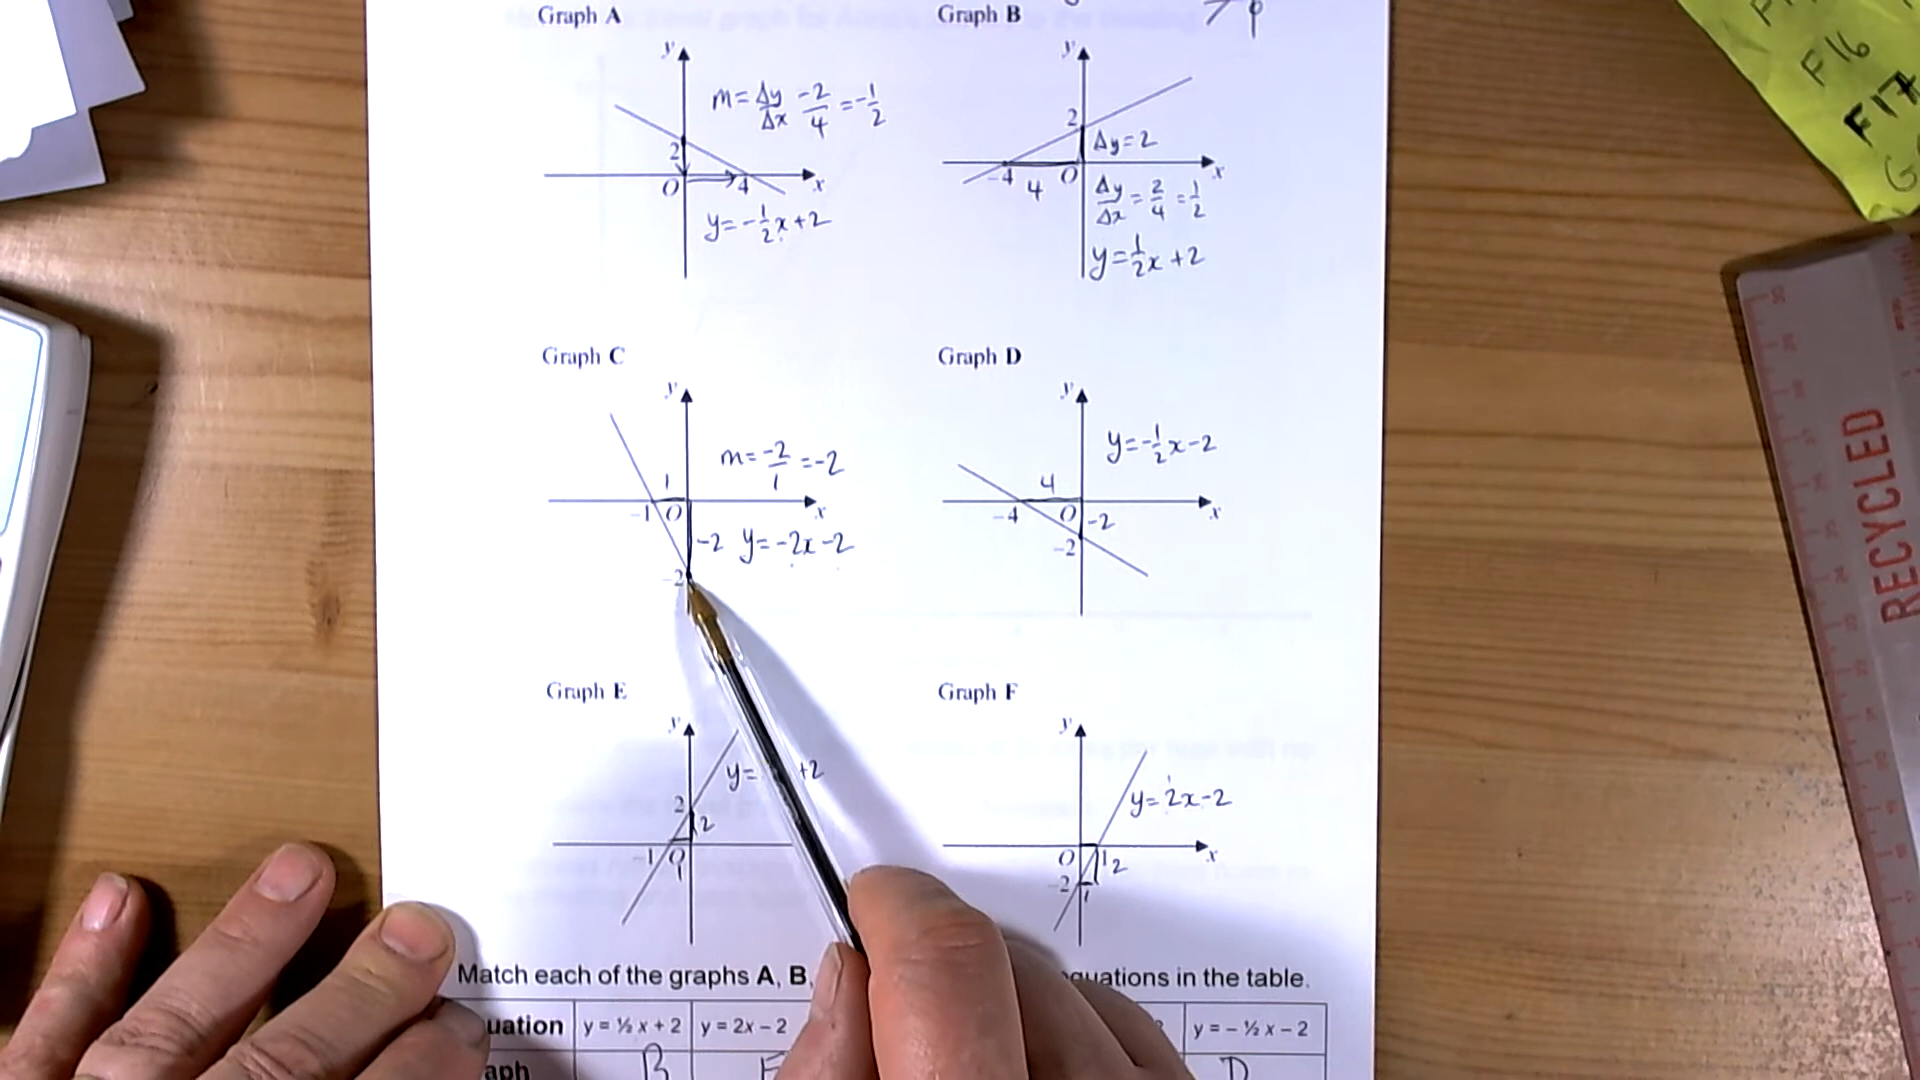 Graph A
Graph B
y
m = Δy/Δx -2/4 = -1/2
2
O
4
x
y = -1/2x + 2
y
2
Δy = 2
-4
4
O
x
Δy/Δx = 2/4 = 1/2
y = 1/2x + 2
Graph C
Graph D
y
m = -2/1 = -2
1
-1
O
x
-2
y = -2x - 2
-2
y
y = -1/2x - 2
4
-4
O
x
-2
-2
Graph E
Graph F
y
y =
+2
2
2
-1
O
1
y
y = 2x - 2
O
1
2
x
-2
1
Match each of the graphs A, B,
equations in the table.
uation
y = ½ x + 2
y = 2x – 2
y = – ½ x – 2
aph
B
F
D
F16
F17
RECYCLED